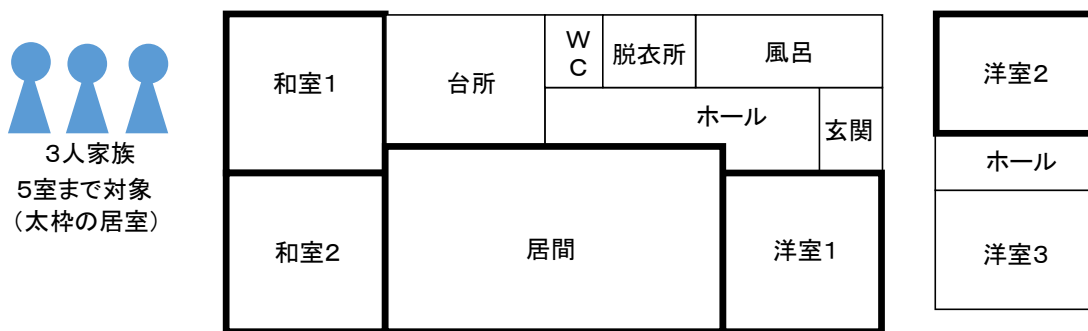 3人家族
5室まで対象
(太枠の居室)
和室1
台所
WC
脱衣所
風呂
ホール
玄関
和室2
居間
洋室1
洋室2
ホール
洋室3